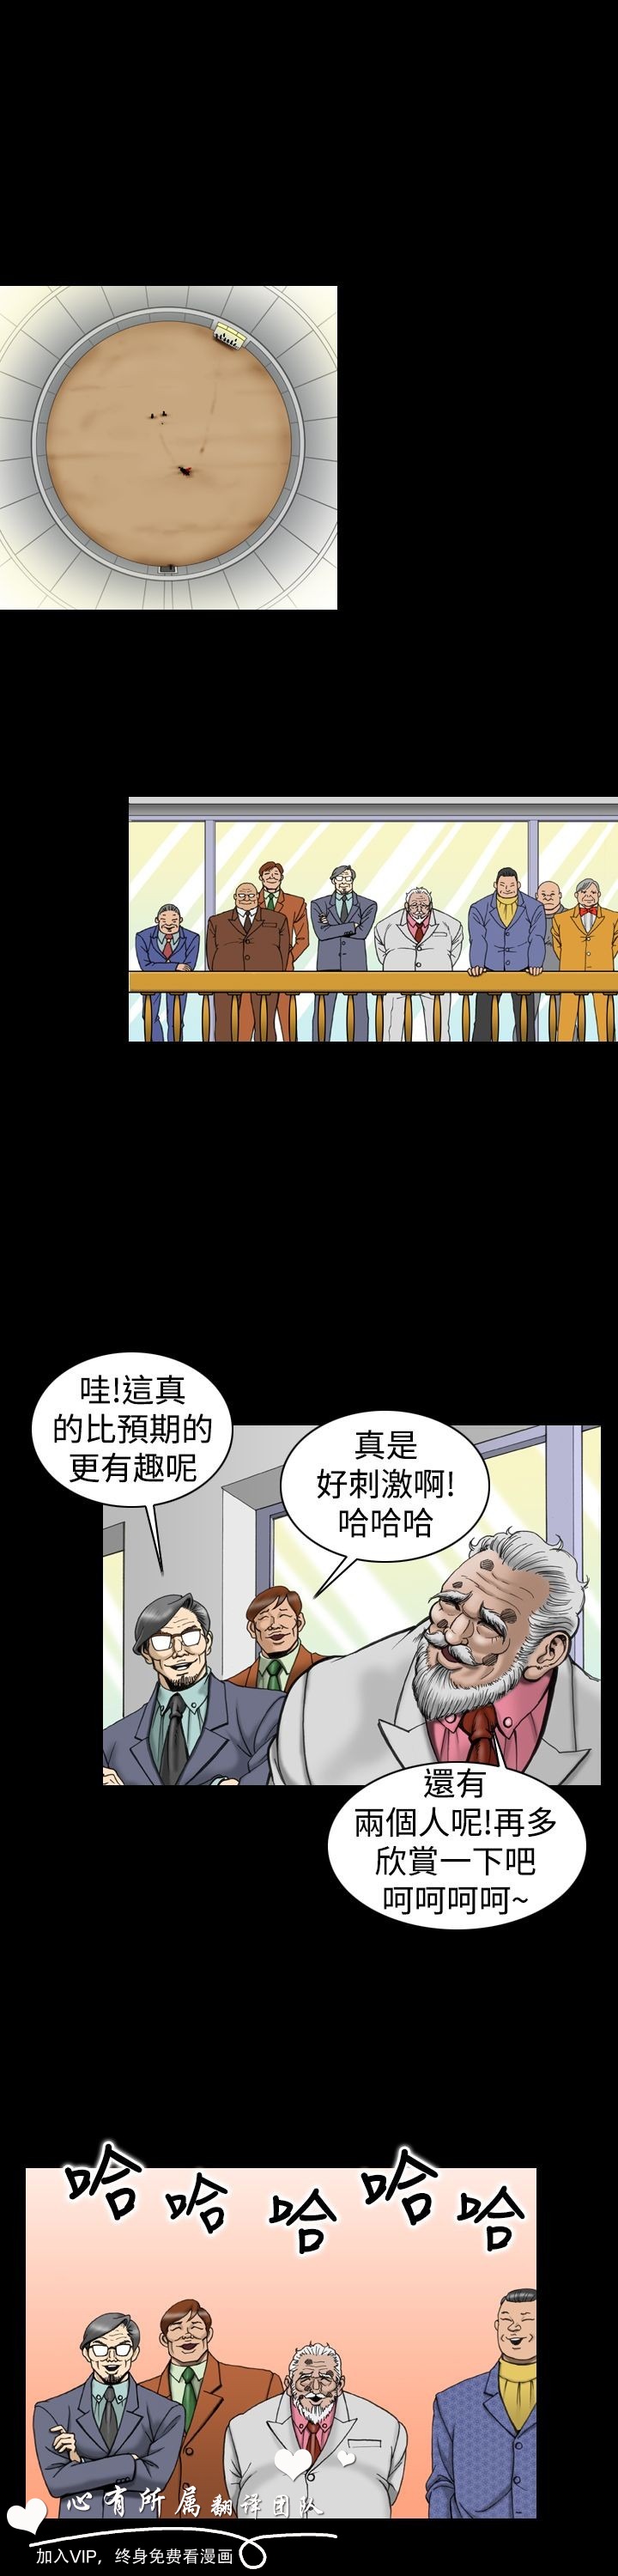 哇!這真
的比預期的
更有趣呢
真是
好刺激啊!
哈哈哈
還有
兩個人呢!再多
欣賞一下吧
呵呵呵呵~
哈哈哈哈哈
心有所属翻译团队
加入VIP，终身免费看漫画